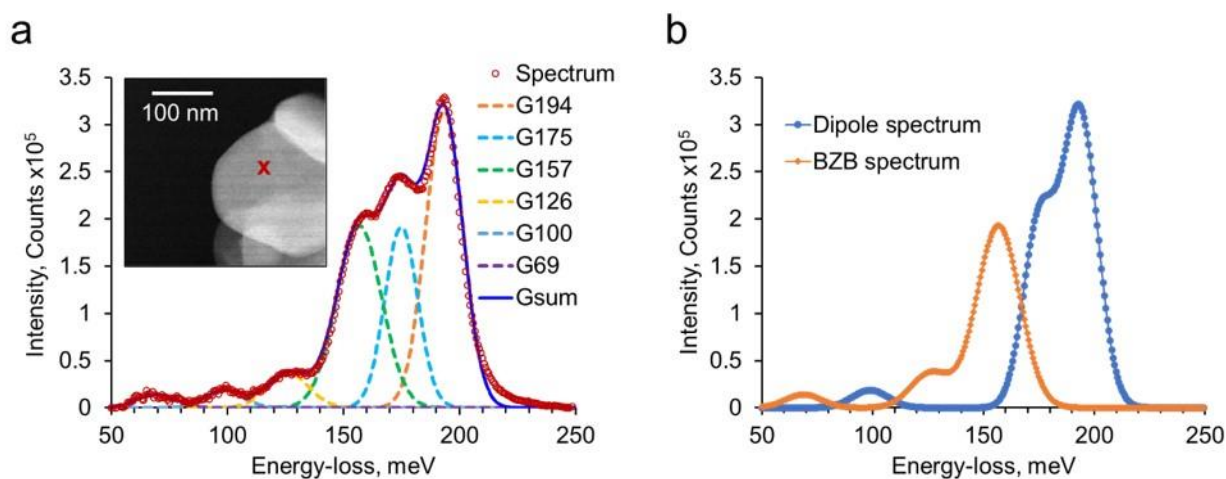 a
Intensity, Counts x10⁵
3.5
3
2.5
2
1.5
1
0.5
0
50
100
150
200
250
Energy-loss, meV
100 nm
x
Spectrum
G194
G175
G157
G126
G100
G69
Gsum
b
Intensity, Counts x10⁵
3.5
3
2.5
2
1.5
1
0.5
0
50
100
150
200
250
Energy-loss, meV
Dipole spectrum
BZB spectrum